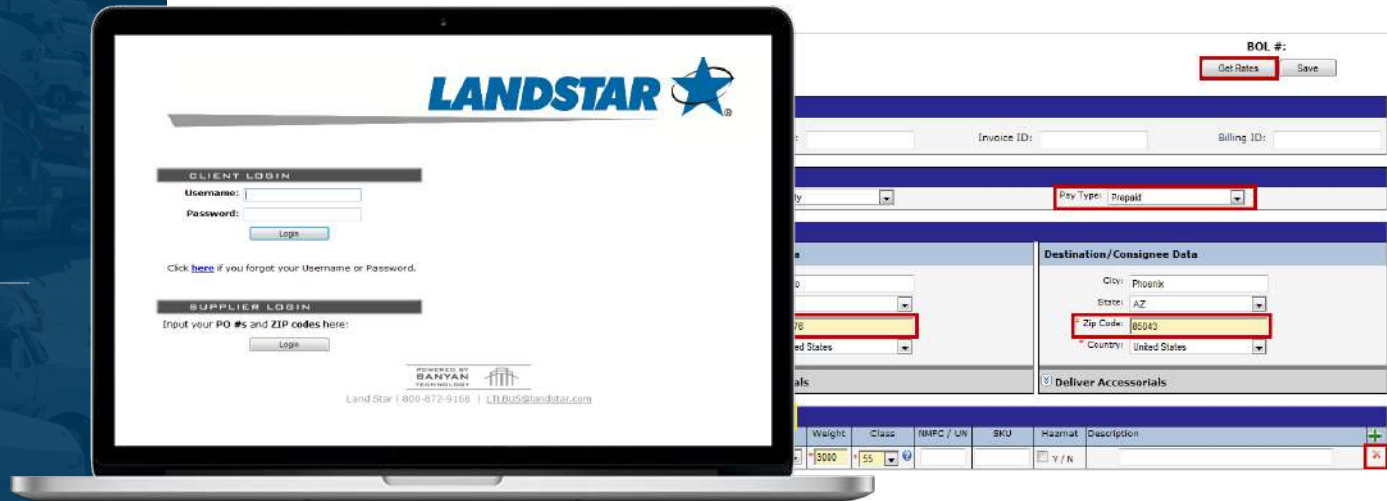 LANDSTAR
®
CLIENT LOGIN
Username:
Password:
Login
Click here if you forgot your Username or Password.
SUPPLIER LOGIN
Input your PO #s and ZIP codes here:
Login
POWERED BY
BANYAN
TECHNOLOGY
Land Star | 800-872-9168 | LTLBUS@landstar.com
BOL #:
Get Rates Save
Invoice ID: Billing ID:
Pay Type: Prepaid
Destination/Consignee Data
City: Phoenix
State: AZ
* Zip Code: 85043
* Country: United States
Deliver Accessorials
Weight Class NMFC / UN SKU Hazmat Description
* 3000 * 55 Y / N